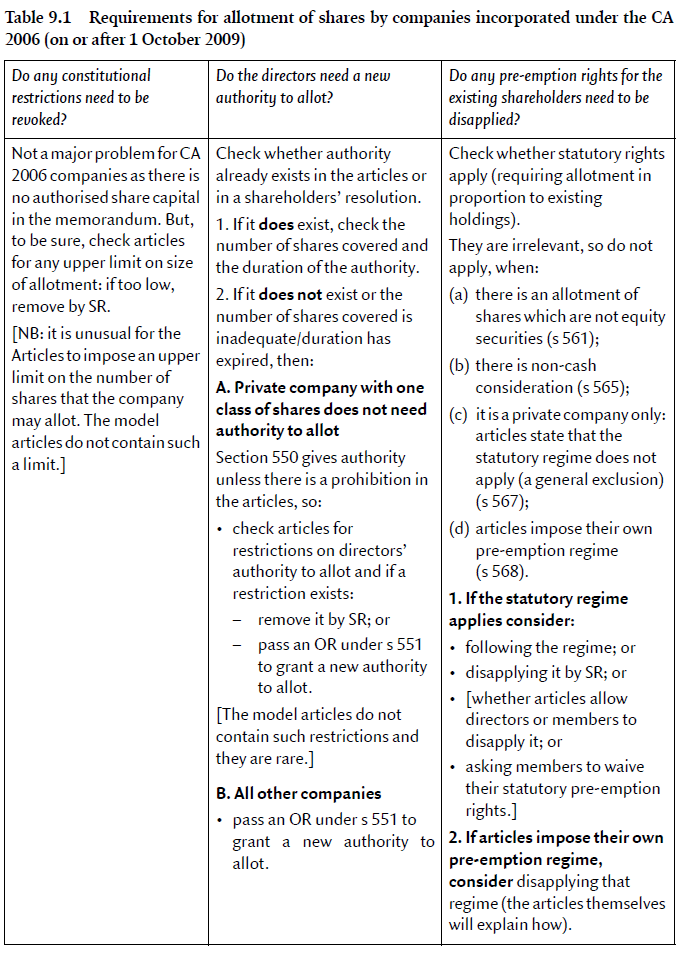 Table 9.1 Requirements for allotment of shares by companies incorporated under the CA
2006 (on or after 1 October 2009)
Do any constitutional
restrictions need to be
revoked?
Do the directors need a new
authority to allot?
Do any pre-emption rights for the
existing shareholders need to be
disapplied?
Not a major problem for CA
2006 companies as there is
no authorised share capital
in the memorandum. But,
to be sure, check articles
for any upper limit on size
of allotment: if too low,
remove by SR.
[NB: it is unusual for the
Articles to impose an upper
limit on the number of
shares that the company
may allot. The model
articles do not contain such
a limit.]
Check whether authority
already exists in the articles or
in a shareholders' resolution.
1. If it does exist, check the
number of shares covered and
the duration of the authority.
2. If it does not exist or the
number of shares covered is
inadequate/duration has
expired, then:
A. Private company with one
class of shares does not need
authority to allot
Section 550 gives authority
unless there is a prohibition in
the articles, so:
• check articles for
restrictions on directors'
authority to allot and if a
restriction exists:
– remove it by SR; or
– pass an OR under s 551
to grant a new authority
to allot.
[The model articles do not
contain such restrictions and
they are rare.]
B. All other companies
• pass an OR under s 551 to
grant a new authority to
allot.
Check whether statutory rights
apply (requiring allotment in
proportion to existing
holdings).
They are irrelevant, so do not
apply, when:
(a) there is an allotment of
shares which are not equity
securities (s 561);
(b) there is non-cash
consideration (s 565);
(c) it is a private company only:
articles state that the
statutory regime does not
apply (a general exclusion)
(s 567);
(d) articles impose their own
pre-emption regime
(s 568).
1. If the statutory regime
applies consider:
• following the regime; or
• disapplying it by SR; or
• [whether articles allow
directors or members to
disapply it; or
• asking members to waive
their statutory pre-emption
rights.]
2. If articles impose their own
pre-emption regime,
consider disapplying that
regime (the articles themselves
will explain how).